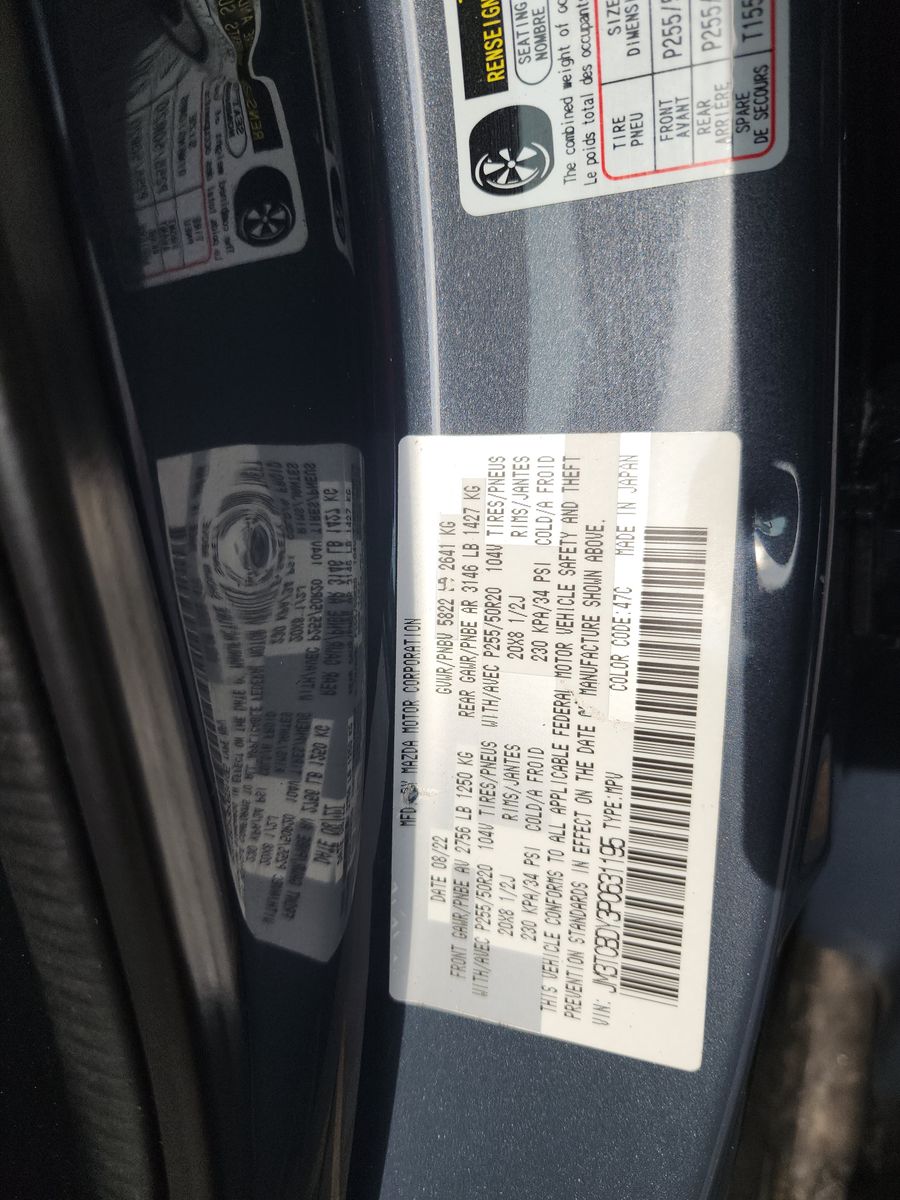 MFD BY MAZDA MOTOR CORPORATION
DATE 08/22 GVWR/PNBV 5822 LB 2641 KG
FRONT GAWR/PNBE AV 2756 LB 1250 KG REAR GAWR/PNBE AR 3146 LB 1427 KG
WITH/AVEC P255/50R20 104V TIRES/PNEUS WITH/AVEC P255/50R20 104V TIRES/PNEUS
20X8 1/2J RIMS/JANTES 20X8 1/2J RIMS/JANTES
230 KPA/34 PSI COLD/A FROID 230 KPA/34 PSI COLD/A FROID
THIS VEHICLE CONFORMS TO ALL APPLICABLE FEDERAL MOTOR VEHICLE SAFETY AND THEFT
PREVENTION STANDARDS IN EFFECT ON THE DATE OF MANUFACTURE SHOWN ABOVE.
VIN: JM3TCBDY3P0631195 TYPE:MPV COLOR CODE:47C MADE IN JAPAN
RENSEIGN
SEATING
NOMBRE
The combined weight of
Le poids total des occupants
TIRE SIZE
PNEU DIMENSI
FRONT P255/5
AVANT
REAR P255/
ARRIÈRE
SPARE T155
DE SECOURS